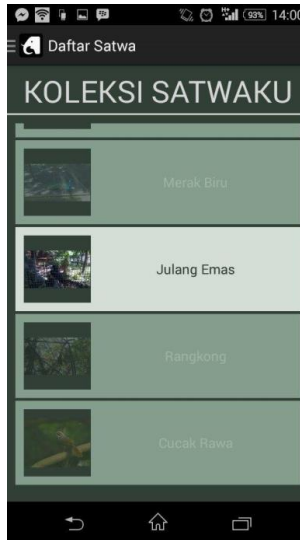 93% 14:00
Daftar Satwa
KOLEKSI SATWAKU
Merak Biru
Julang Emas
Rangkong
Cucak Rawa